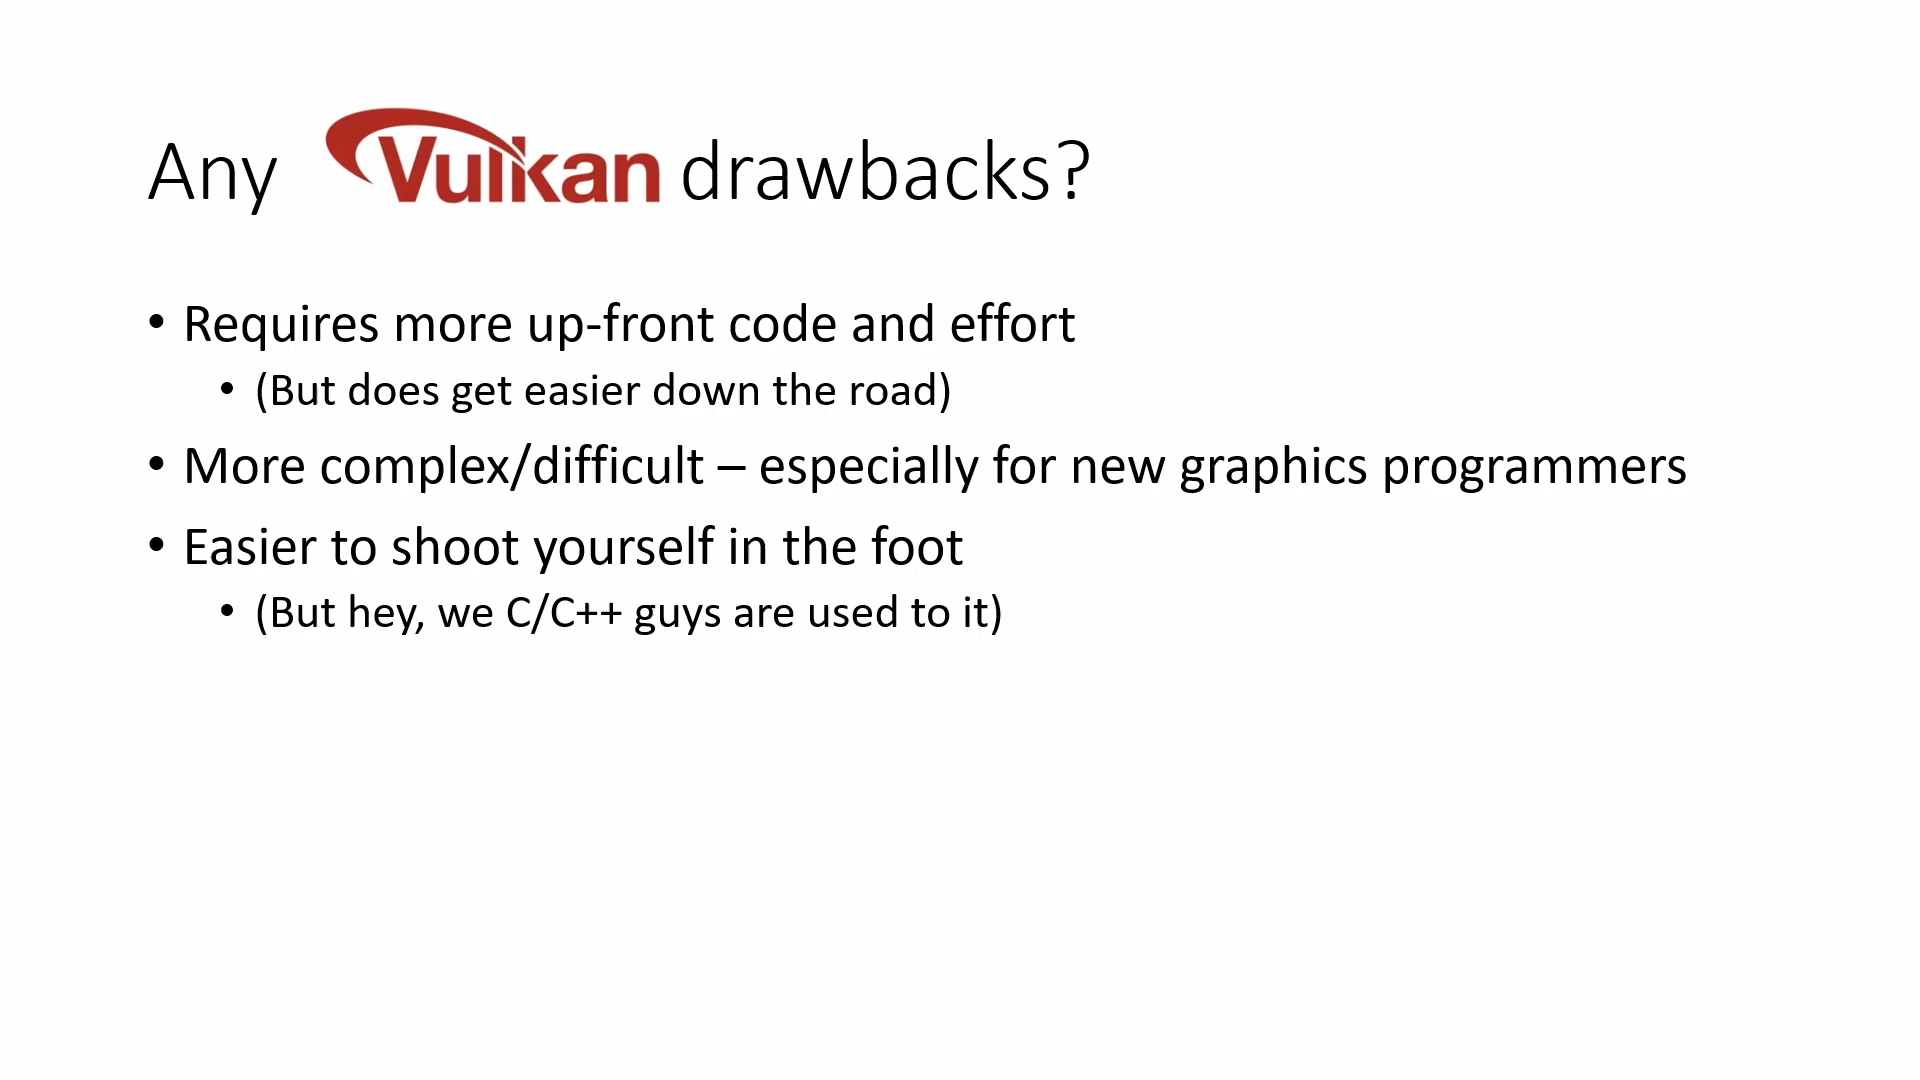 Any Vulkan drawbacks?
• Requires more up-front code and effort
• (But does get easier down the road)
• More complex/difficult – especially for new graphics programmers
• Easier to shoot yourself in the foot
• (But hey, we C/C++ guys are used to it)